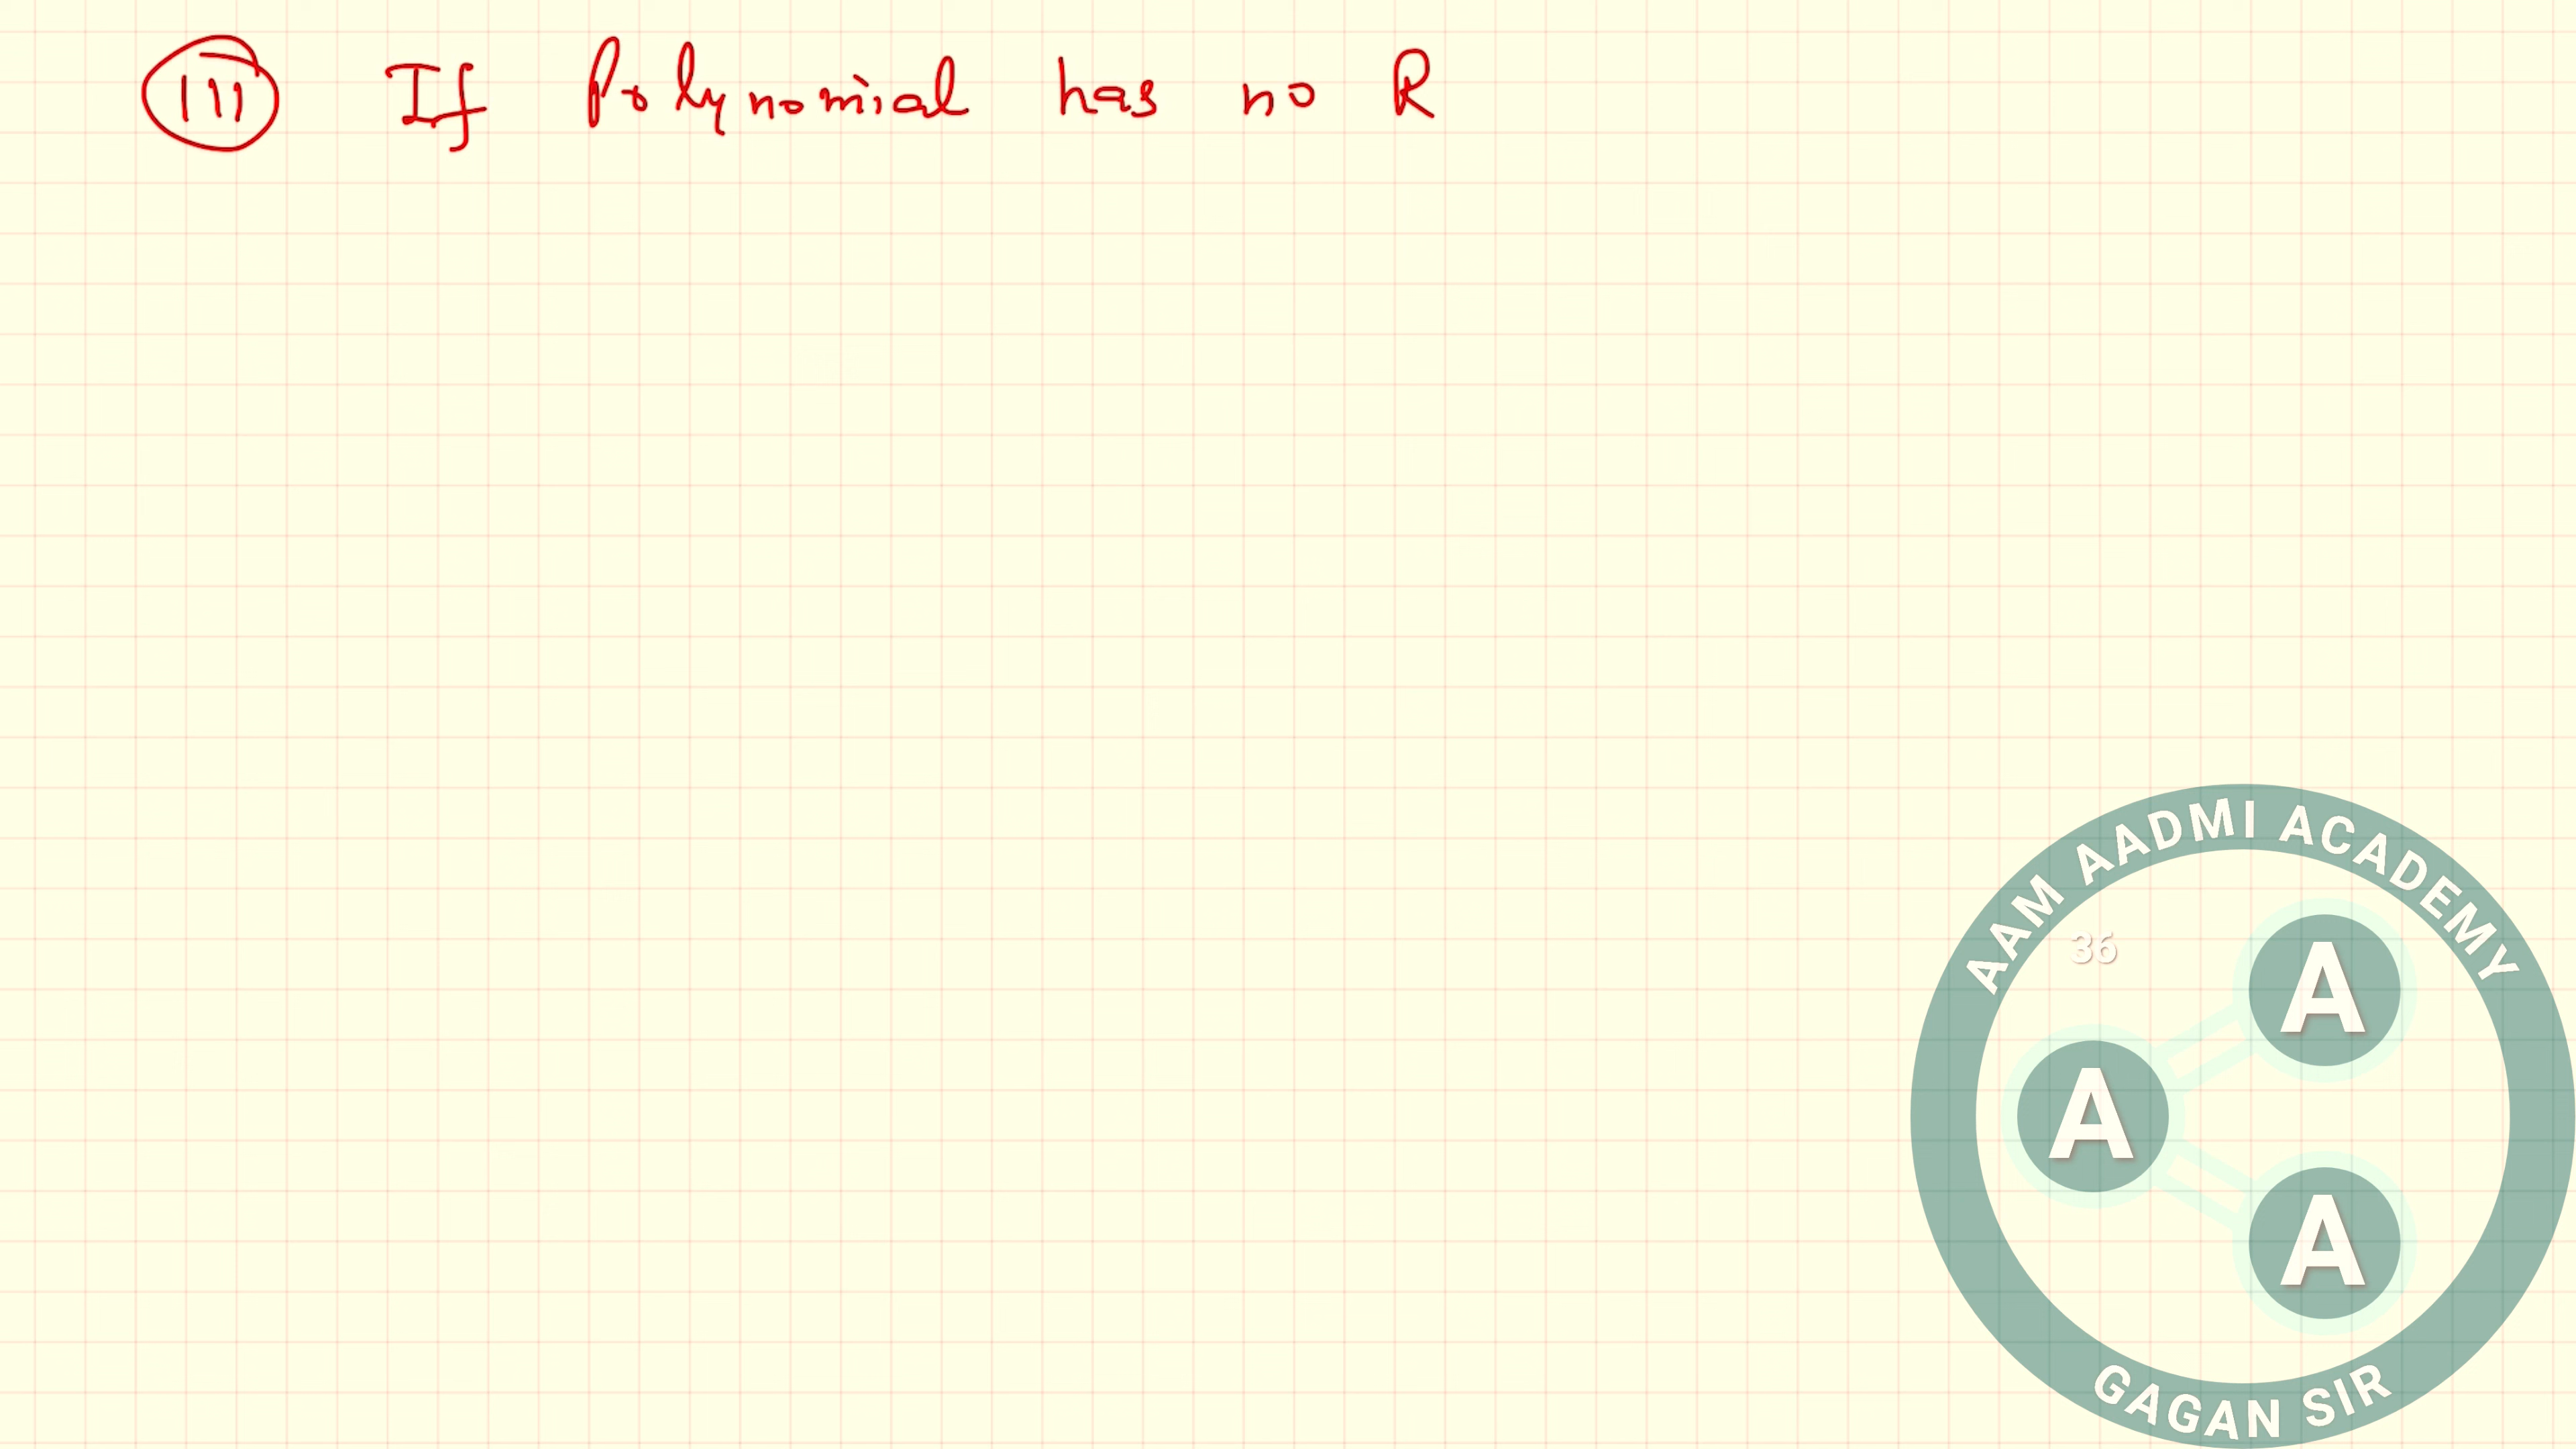 (iii) If Polynomial has no R
AAM AADMI ACADEMY
36
A
A
A
GAGAN SIR